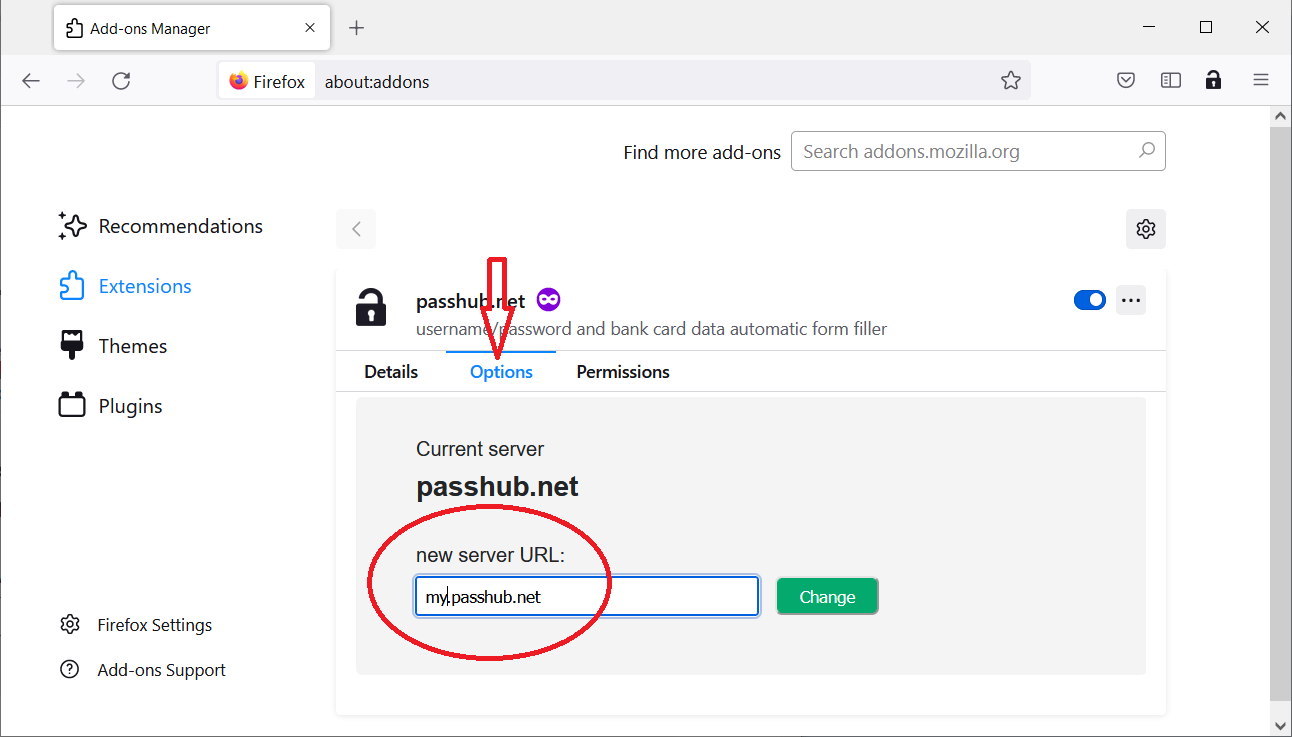 Add-ons Manager
Firefox about:addons
Find more add-ons Search addons.mozilla.org
Recommendations
Extensions
Themes
Plugins
passhub.net
username/password and bank card data automatic form filler
Details Options Permissions
Current server
passhub.net
new server URL:
my.passhub.net Change
Firefox Settings
Add-ons Support